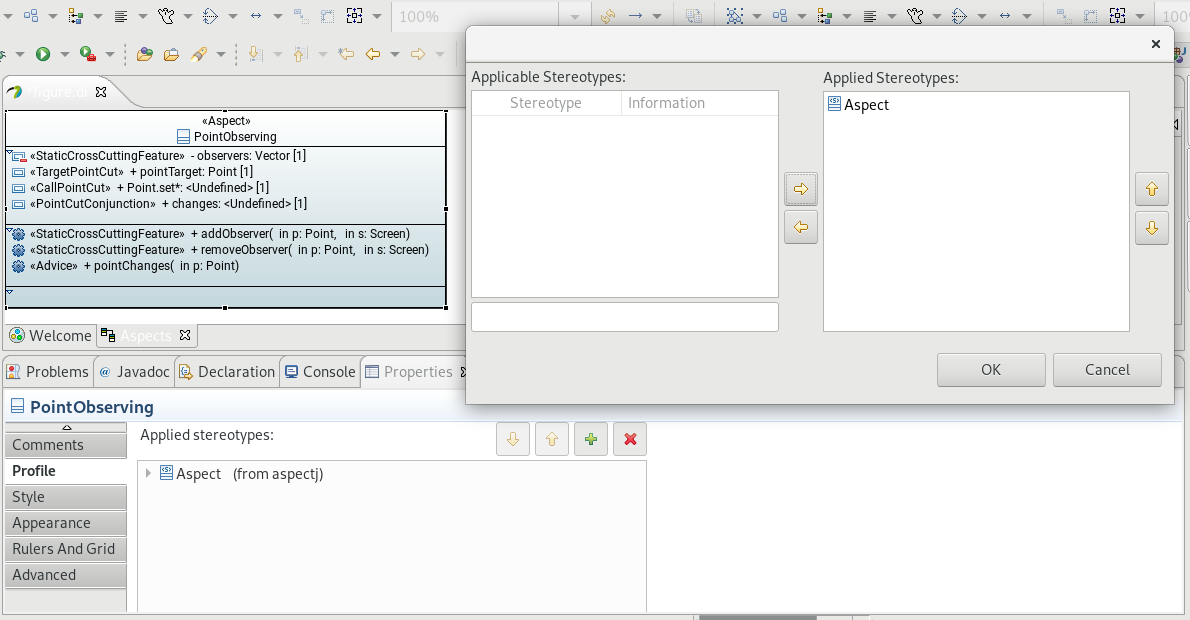 100%
100
figure.di
Applicable Stereotypes:
Applied Stereotypes:
Stereotype Information
Aspect
«Aspect»
PointObserving
«StaticCrossCuttingFeature» - observers: Vector [1]
«TargetPointCut» + pointTarget: Point [1]
«CallPointCut» + Point.set*: <Undefined> [1]
«PointCutConjunction» + changes: <Undefined> [1]
«StaticCrossCuttingFeature» + addObserver( in p: Point, in s: Screen)
«StaticCrossCuttingFeature» + removeObserver( in p: Point, in s: Screen)
«Advice» + pointChanges( in p: Point)
Welcome
Aspects
OK
Cancel
Problems
Javadoc
Declaration
Console
Properties
PointObserving
Applied stereotypes:
Comments
Profile
Style
Appearance
Rulers And Grid
Advanced
Aspect (from aspectj)